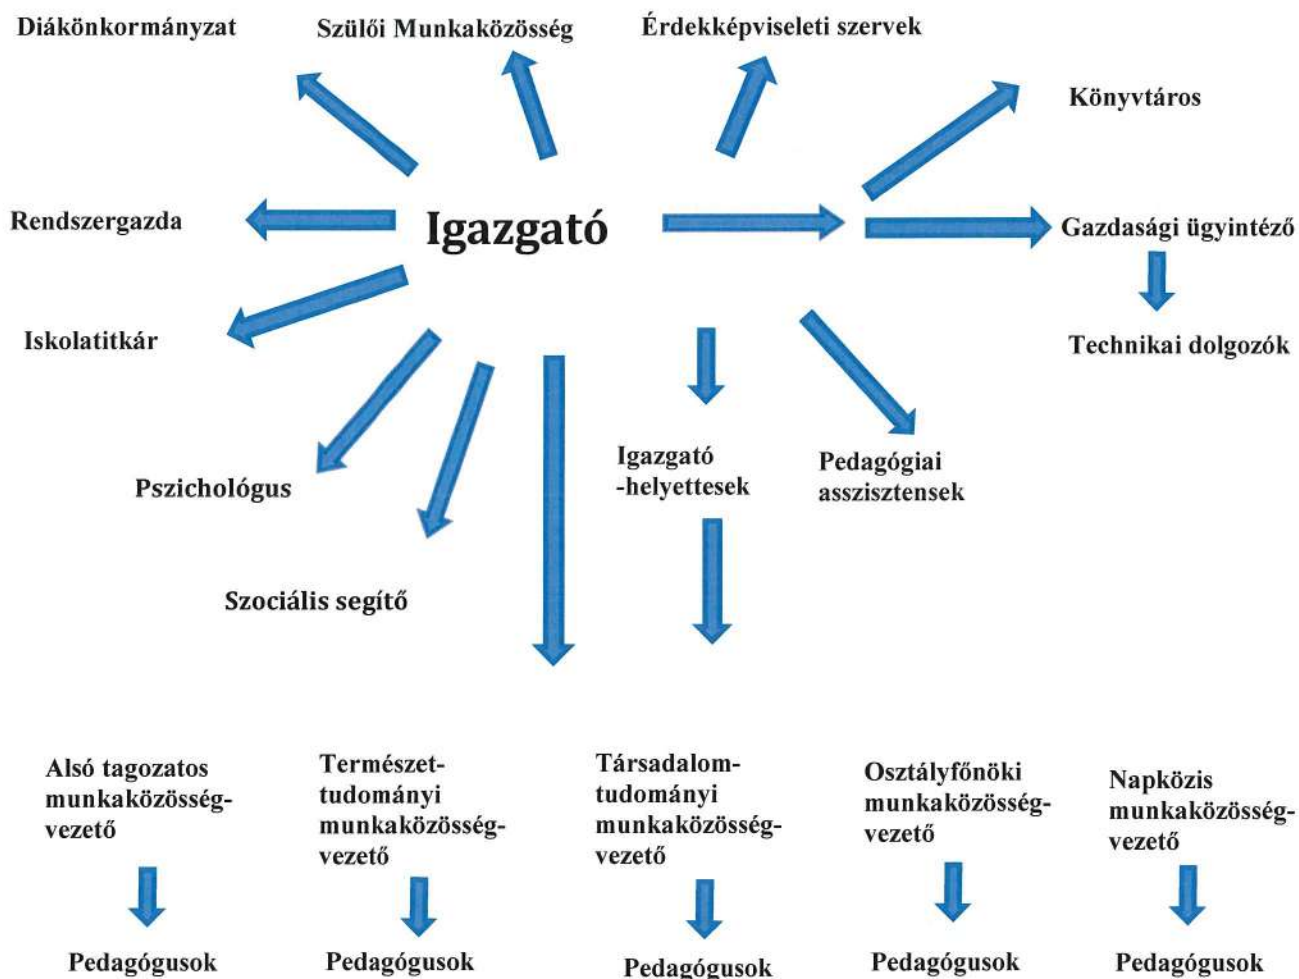 Diákönkormányzat
Szülői Munkaközösség
Érdekképviseleti szervek
Könyvtáros
Rendszergazda
Igazgató
Gazdasági ügyintéző
Iskolatitkár
Technikai dolgozók
Igazgató
-helyettesek
Pedagógiai
asszisztensek
Pszichológus
Szociális segítő
Alsó tagozatos
munkaközösség-
vezető
Természet-
tudományi
munkaközösség-
vezető
Társadalom-
tudományi
munkaközösség-
vezető
Osztályfőnöki
munkaközösség-
vezető
Napközis
munkaközösség-
vezető
Pedagógusok
Pedagógusok
Pedagógusok
Pedagógusok
Pedagógusok